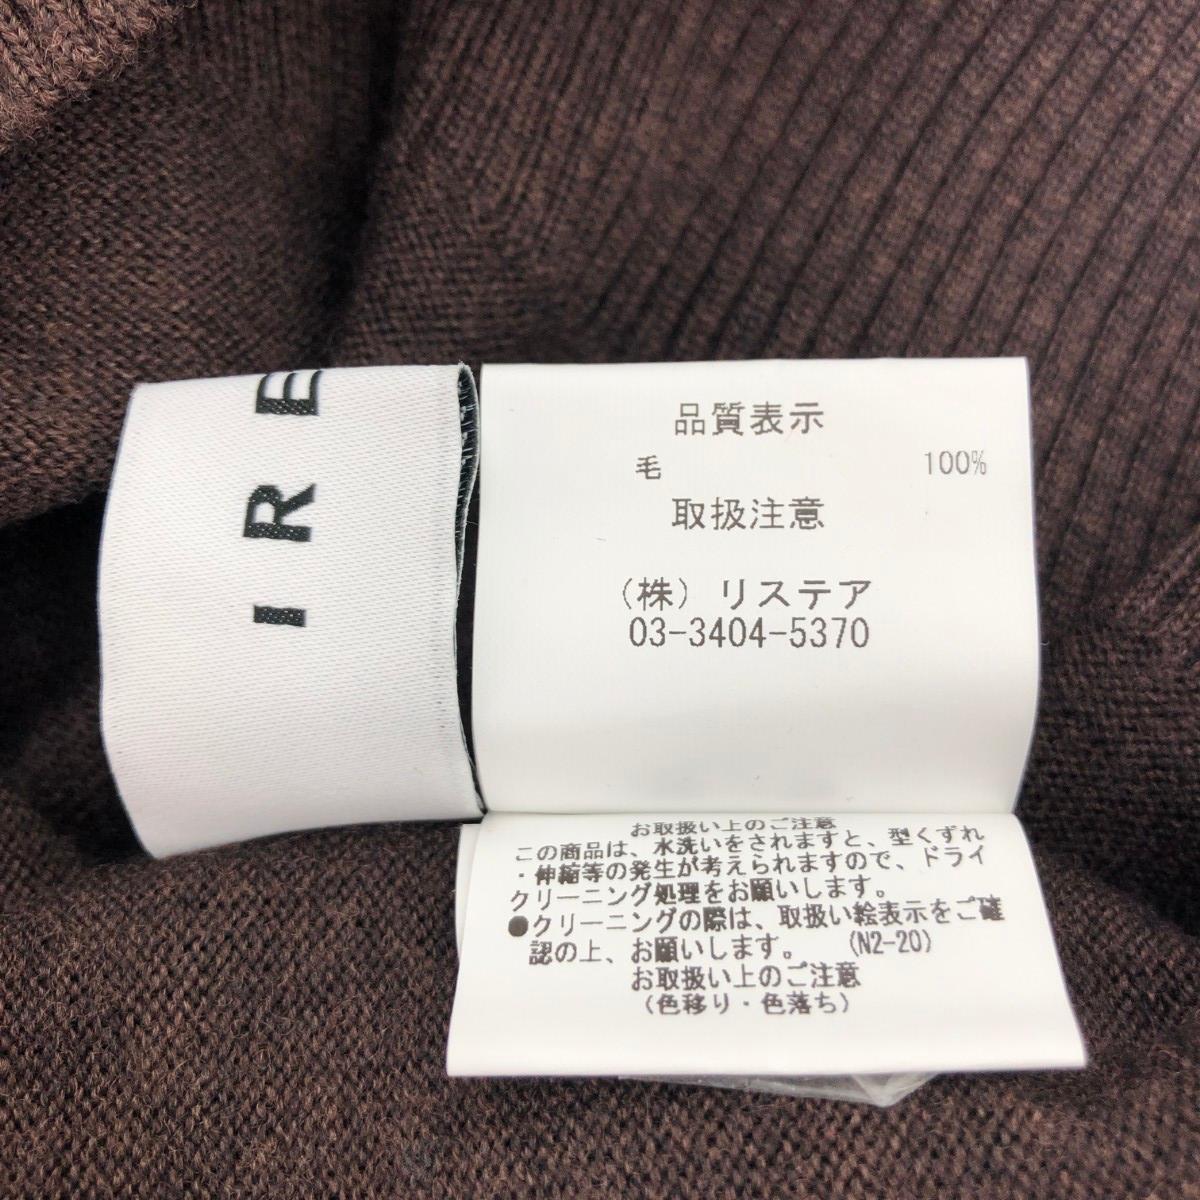 IRE
品質表示
毛 100%
取扱注意
(株) リステア
03-3404-5370
お取扱い上のご注意
この商品は、水洗いをされますと、型くずれ
・伸縮等の発生が考えられますので、ドライ
クリーニング処理をお願いします。
●クリーニングの際は、取扱い絵表示をご確
認の上、お願いします。 (N2-20)
お取扱い上のご注意
(色移り・色落ち)